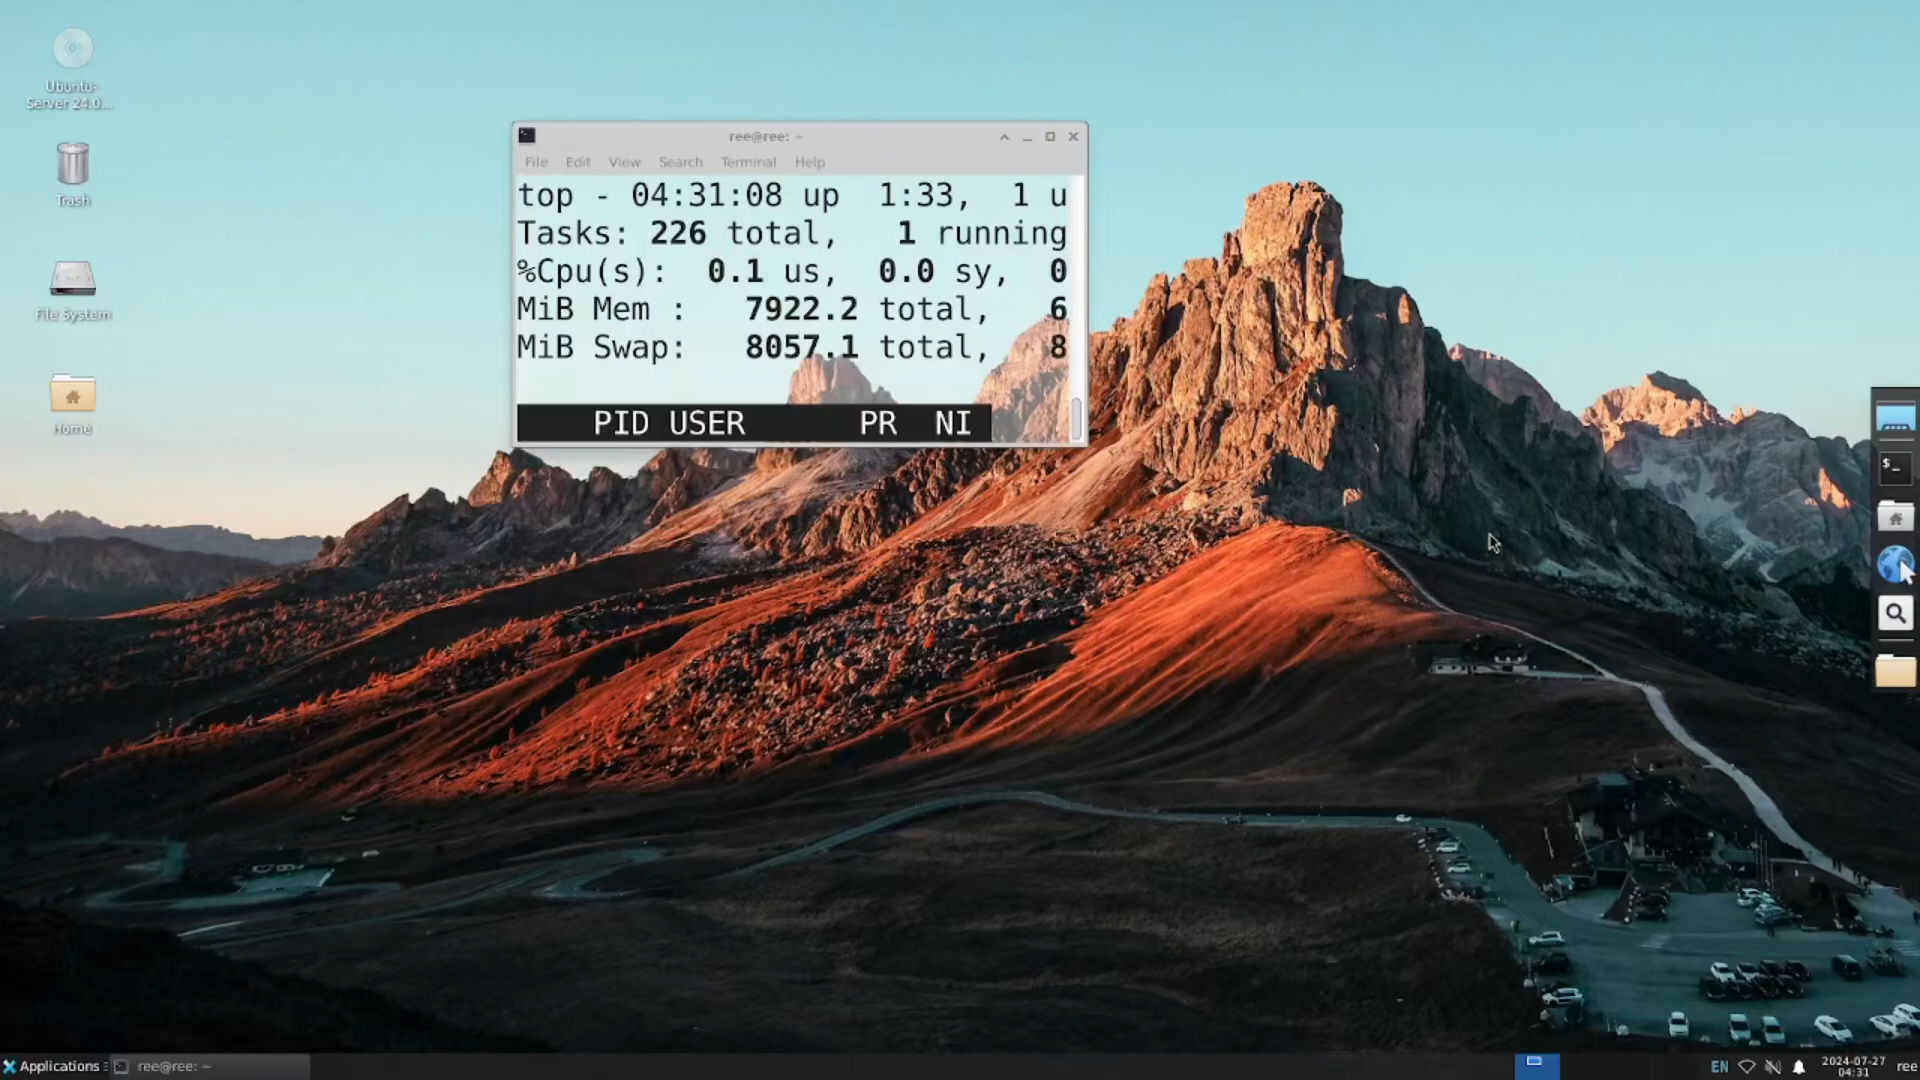 Ubuntu-
Server 24.0...
Trash
File System
Home
ree@ree: ~
File Edit View Search Terminal Help
top - 04:31:08 up  1:33,  1 u
Tasks: 226 total,   1 running
%Cpu(s):  0.1 us,  0.0 sy,  0
MiB Mem :   7922.2 total,   6
MiB Swap:   8057.1 total,   8
PID USER      PR  NI
$_
Applications
ree@ree: ~
EN
2024-07-27
04:31
ree